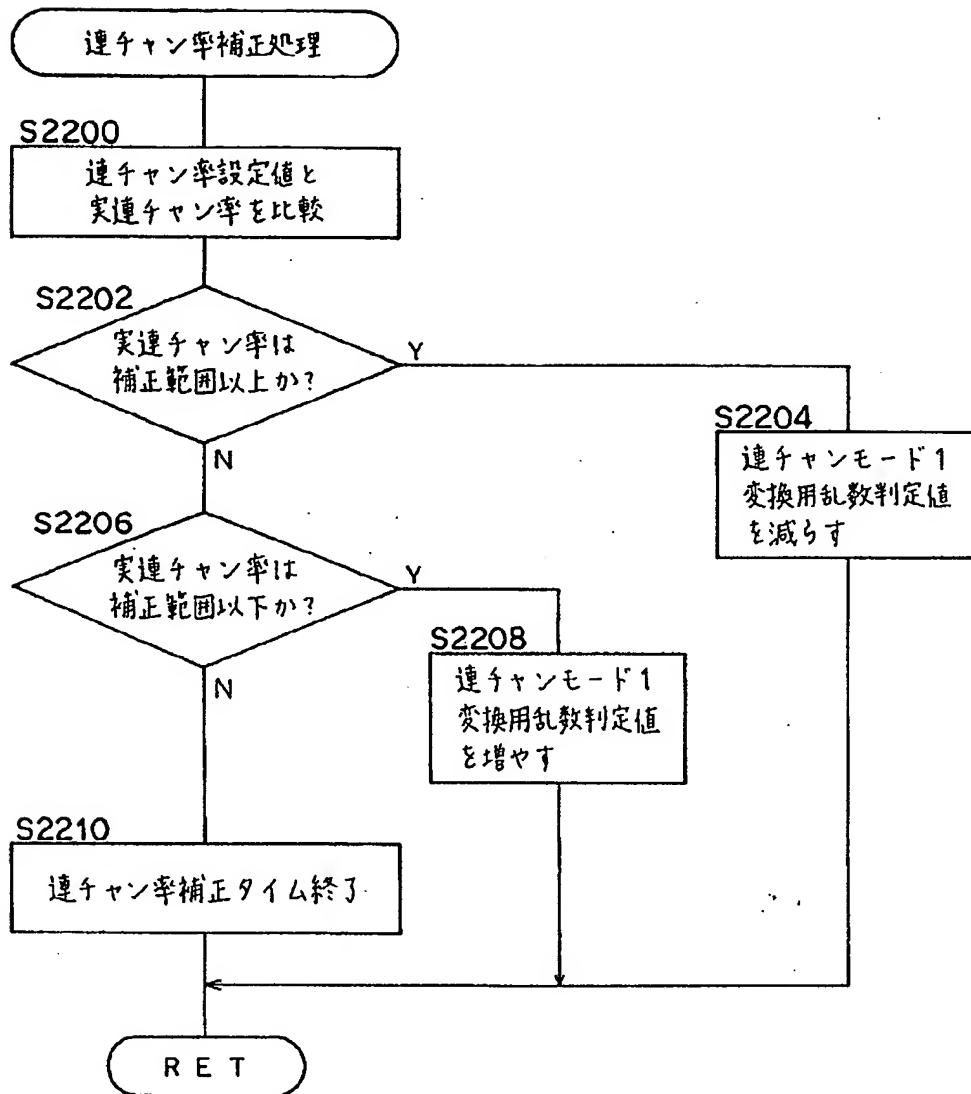 連チャン率補正処理
S2200
連チャン率設定値と
実連チャン率を比較
S2202
実連チャン率は
補正範囲以上か?
Y
N
S2204
連チャンモード1
変換用乱数判定値
を減らす
S2206
実連チャン率は
補正範囲以下か?
Y
N
S2208
連チャンモード1
変換用乱数判定値
を増やす
S2210
連チャン率補正タイム終了
RET